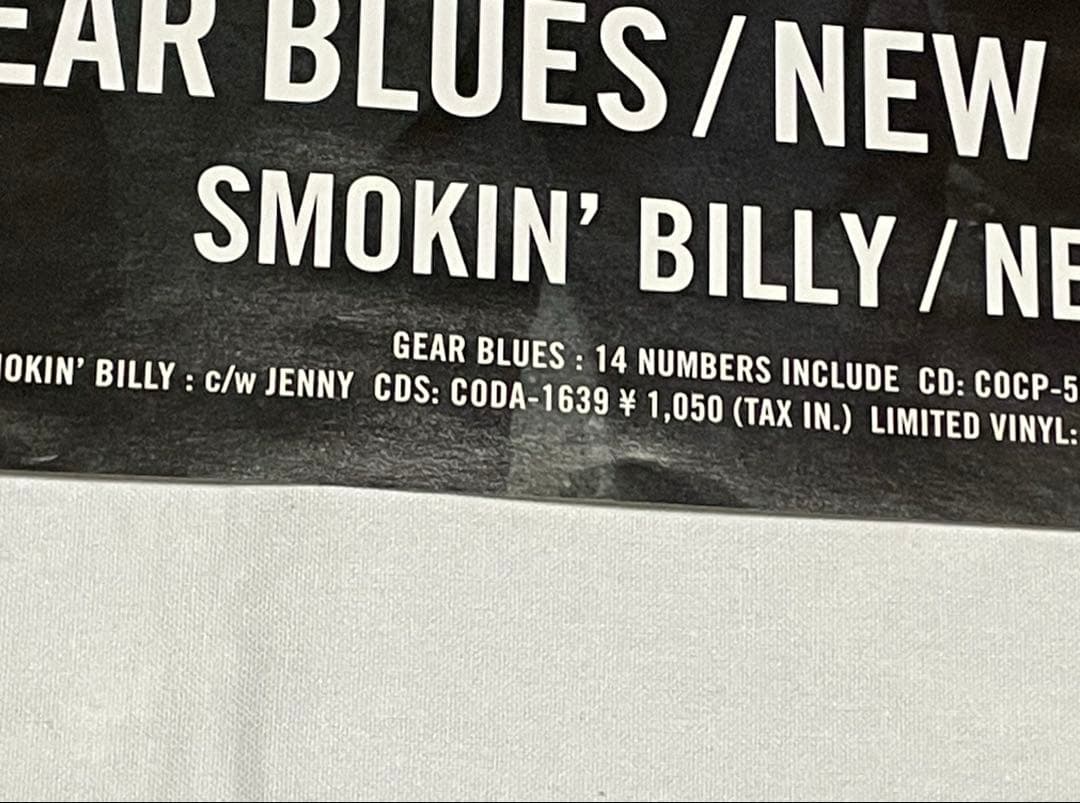 EAR BLUES / NEW
SMOKIN' BILLY / NE
GEAR BLUES : 14 NUMBERS INCLUDE CD: COCP-5
OKIN' BILLY : c/w JENNY CDS: CODA-1639 ¥ 1,050 (TAX IN.) LIMITED VINYL: